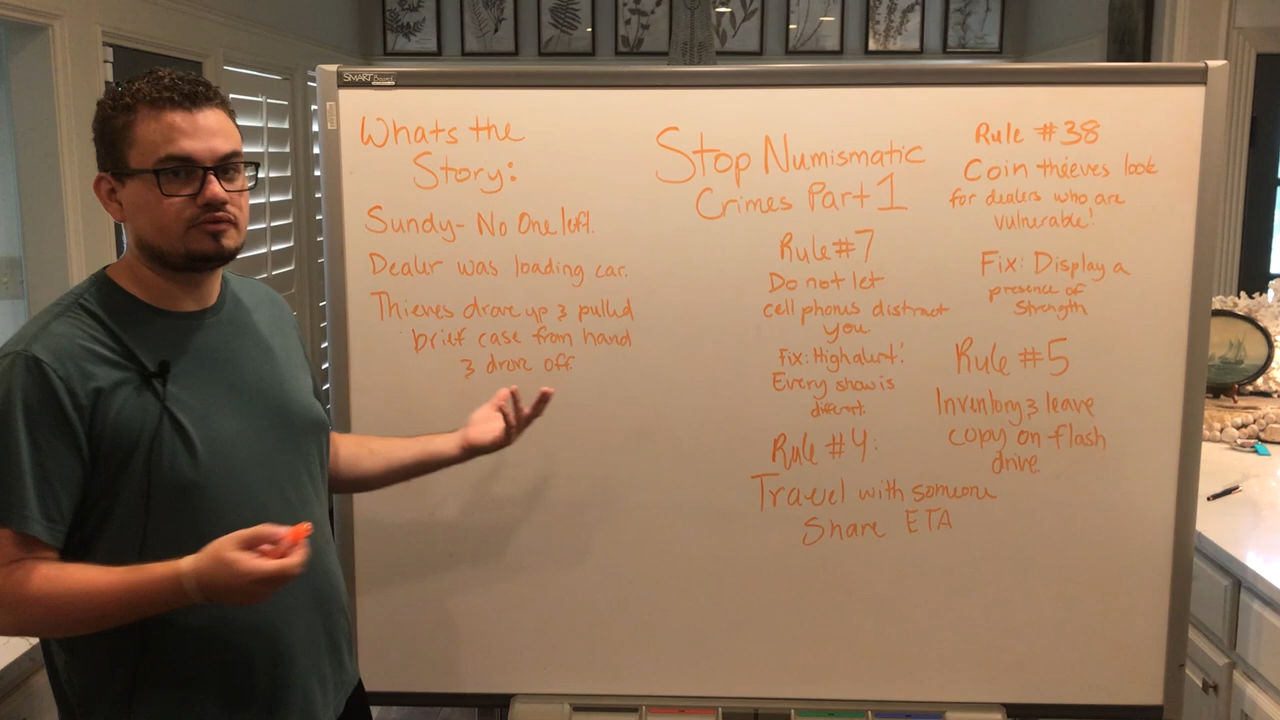 SMART Board
Whats the
Story:
Sundy- No One left.
Dealer was loading car.
Thieves drove up & pulled
brief case from hand
& drove off.
Stop Numismatic
Crimes Part 1
Rule #7
Do not let
cell phones distract
you.
Fix: High alert!
Every show is
different.
Rule #4:
Travel with someone
Share ETA
Rule #38
Coin thieves look
for dealers who are
vulnerable!
Fix: Display a
presence of
Strength
Rule #5
Inventory & leave
copy on flash
drive.